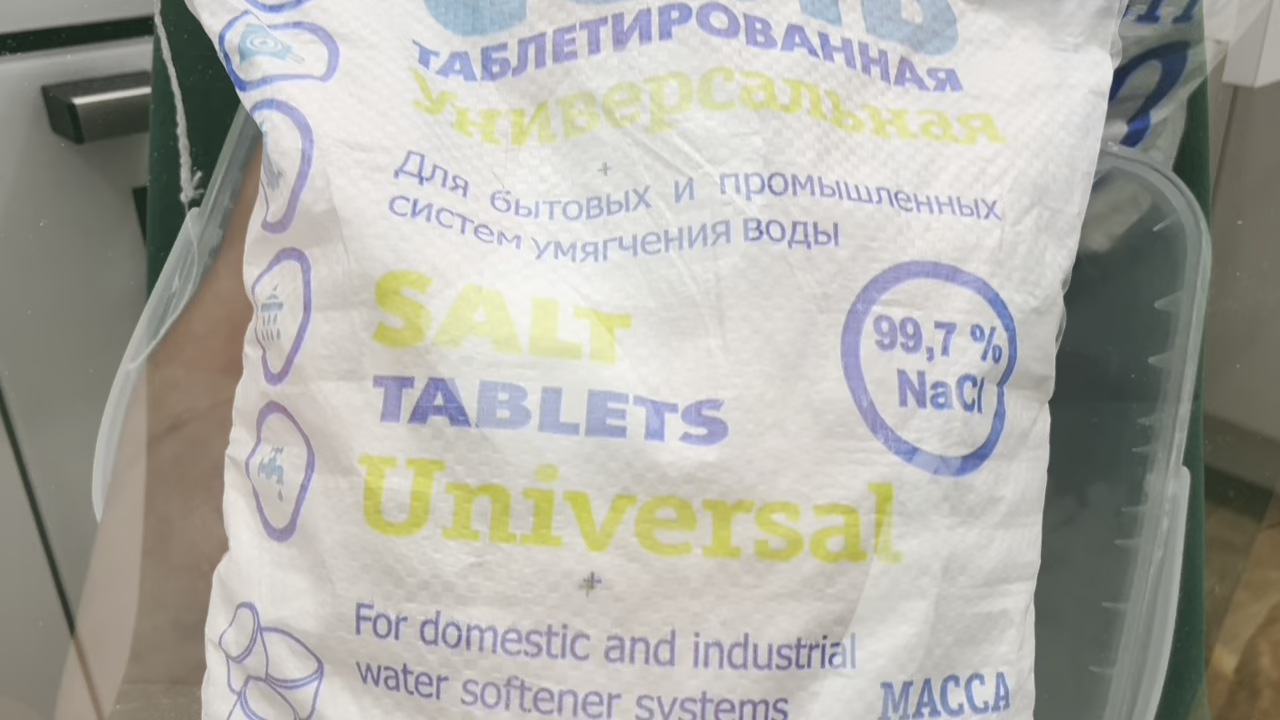 ТАБЛЕТИРОВАННАЯ
Универсальная
+
Для бытовых и промышленных
систем умягчения воды
SALT
TABLETS
Universal
99,7 %
NaCl
+
For domestic and industrial
water softener systems
МАССА